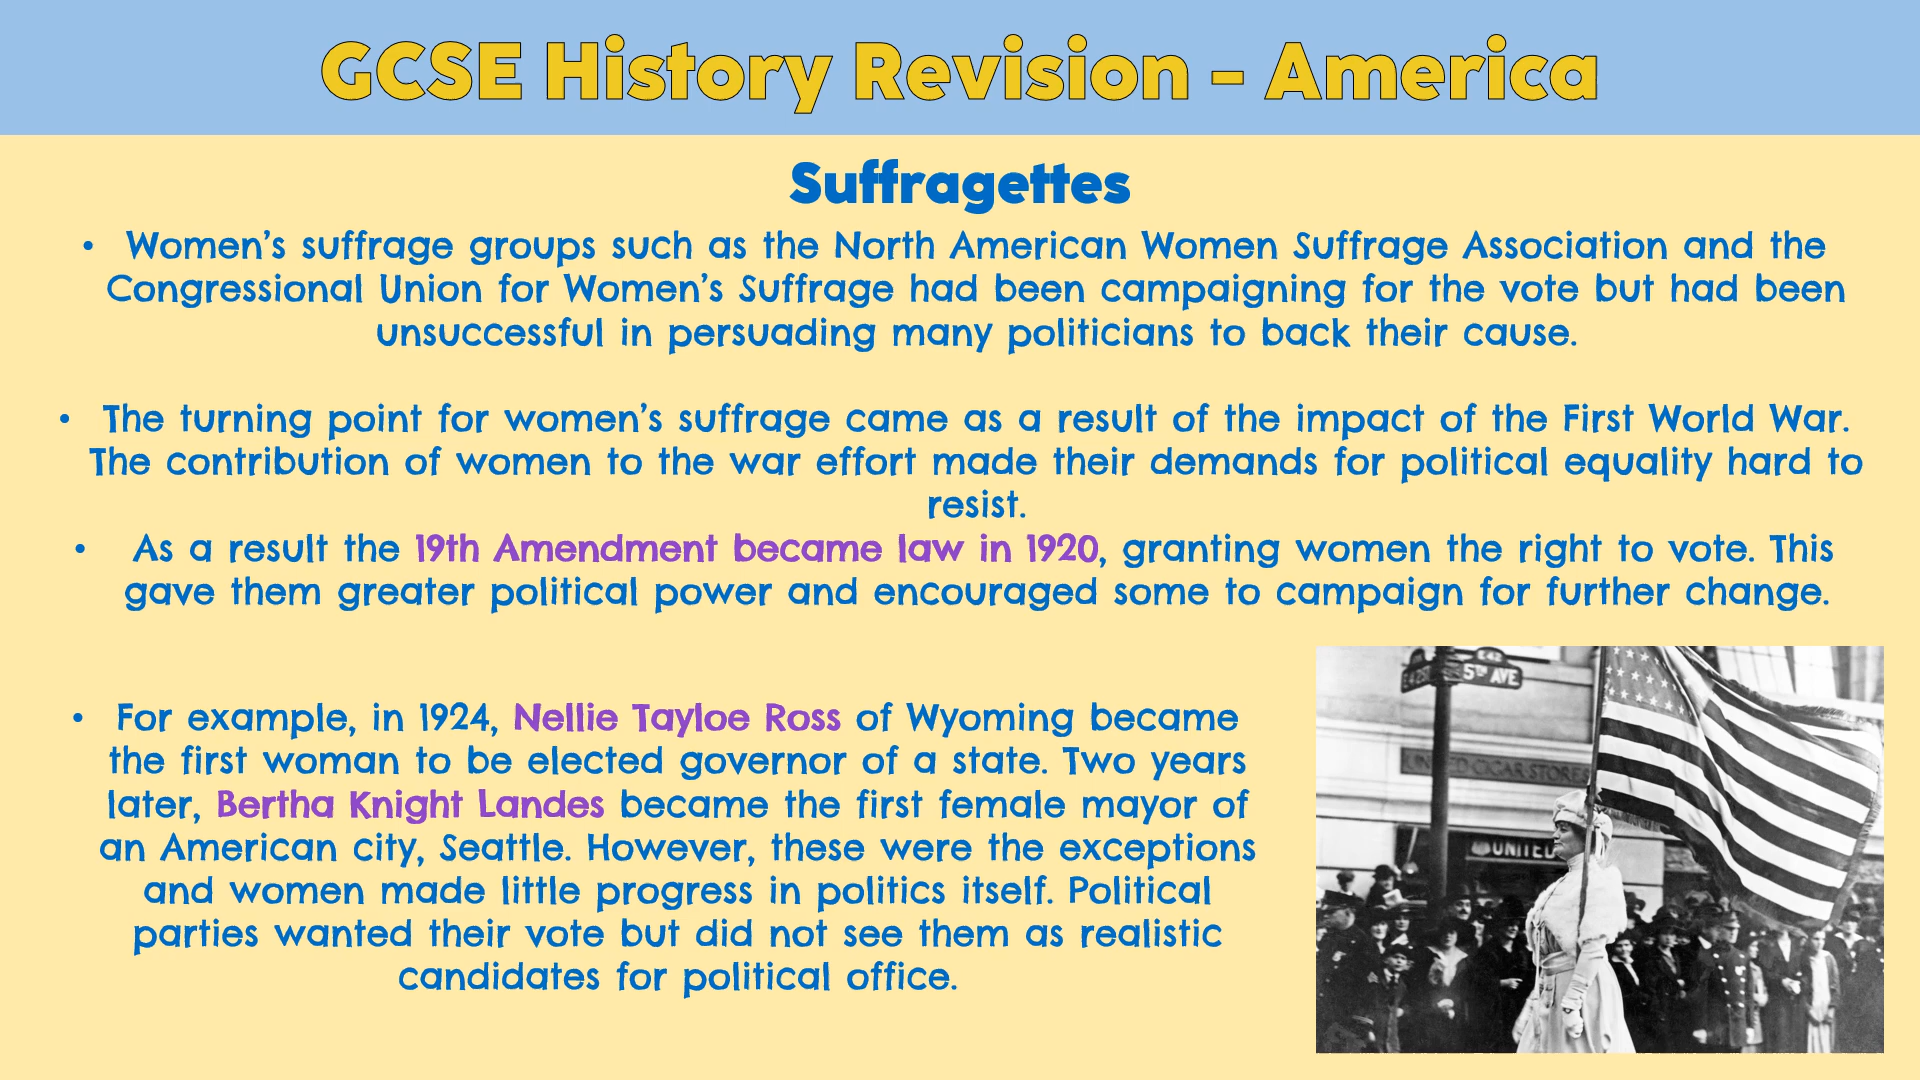 GCSE History Revision - America
Suffragettes
• Women's suffrage groups such as the North American Women Suffrage Association and the
Congressional Union for Women's Suffrage had been campaigning for the vote but had been
unsuccessful in persuading many politicians to back their cause.
• The turning point for women's suffrage came as a result of the impact of the First World War.
The contribution of women to the war effort made their demands for political equality hard to
resist.
• As a result the 19th Amendment became law in 1920, granting women the right to vote. This
gave them greater political power and encouraged some to campaign for further change.
• For example, in 1924, Nellie Tayloe Ross of Wyoming became
the first woman to be elected governor of a state. Two years
later, Bertha Knight Landes became the first female mayor of
an American city, Seattle. However, these were the exceptions
and women made little progress in politics itself. Political
parties wanted their vote but did not see them as realistic
candidates for political office.
E.42
5TH AVE
UNITED CIGAR STORES
UNITED